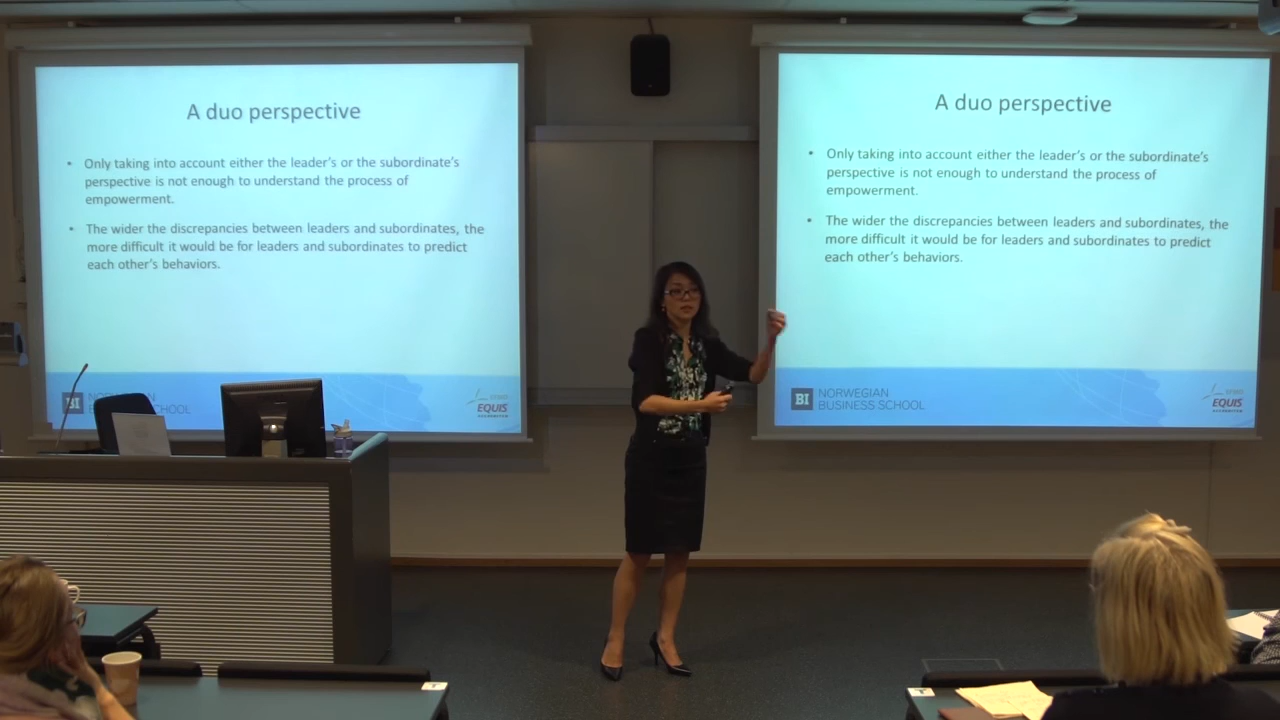 A duo perspective
• Only taking into account either the leader's or the subordinate's
perspective is not enough to understand the process of
empowerment.
• The wider the discrepancies between leaders and subordinates, the
more difficult it would be for leaders and subordinates to predict
each other's behaviors.
BI
SCHOOL
EQUIS
ACCREDITED
A duo perspective
• Only taking into account either the leader's or the subordinate's
perspective is not enough to understand the process of
empowerment.
• The wider the discrepancies between leaders and subordinates, the
more difficult it would be for leaders and subordinates to predict
each other's behaviors.
BI NORWEGIAN
BUSINESS SCHOOL
EFMD
EQUIS
ACCREDITED